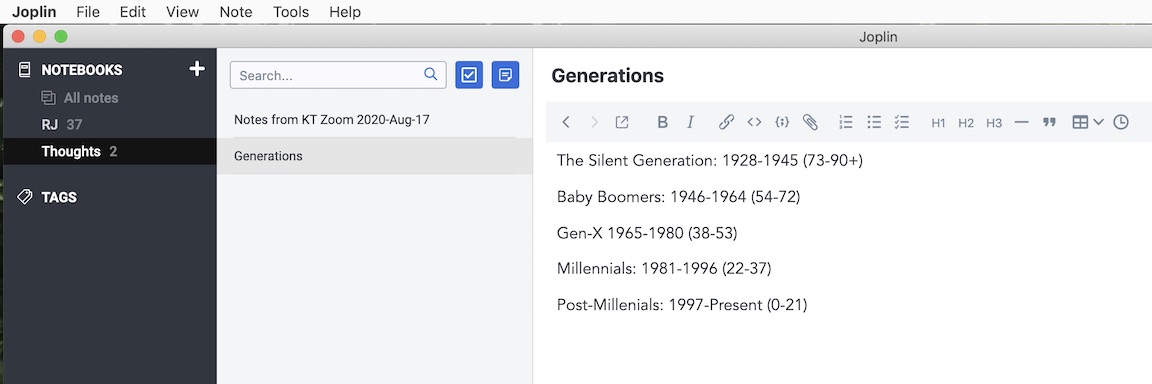 Joplin File Edit View Note Tools Help
Joplin
NOTEBOOKS +
All notes
RJ 37
Thoughts 2
TAGS
Search...
Notes from KT Zoom 2020-Aug-17
Generations
Generations
B I H1 H2 H3
The Silent Generation: 1928-1945 (73-90+)
Baby Boomers: 1946-1964 (54-72)
Gen-X 1965-1980 (38-53)
Millennials: 1981-1996 (22-37)
Post-Millenials: 1997-Present (0-21)